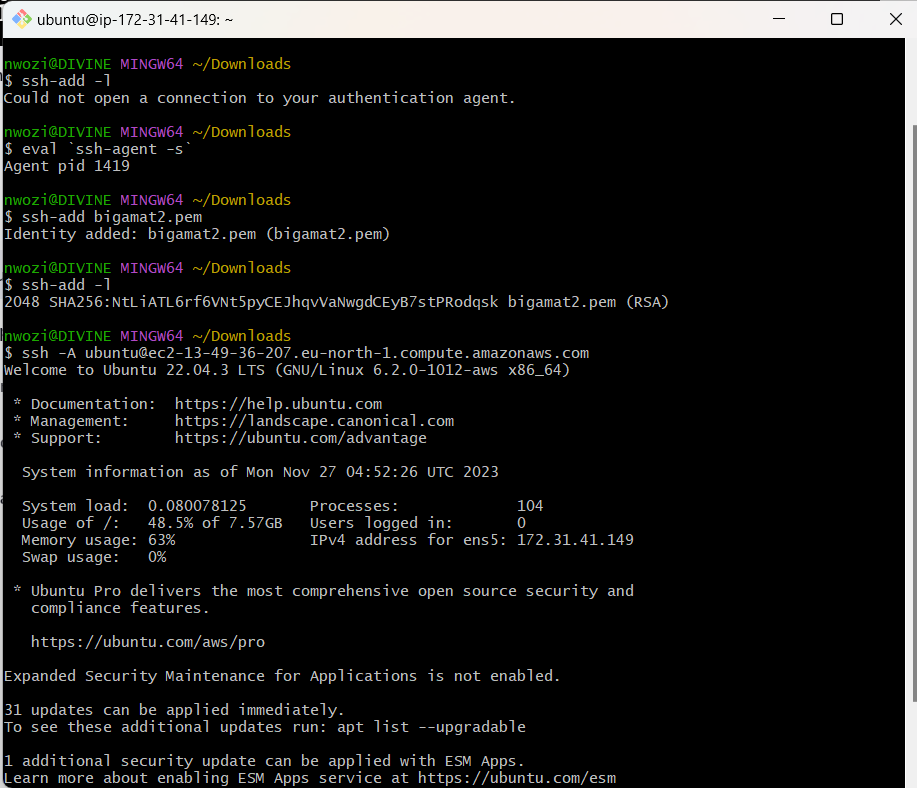 ubuntu@ip-172-31-41-149: ~
nwozi@DIVINE MINGW64 ~/Downloads
$ ssh-add -l
Could not open a connection to your authentication agent.
nwozi@DIVINE MINGW64 ~/Downloads
$ eval `ssh-agent -s`
Agent pid 1419
nwozi@DIVINE MINGW64 ~/Downloads
$ ssh-add bigamat2.pem
Identity added: bigamat2.pem (bigamat2.pem)
nwozi@DIVINE MINGW64 ~/Downloads
$ ssh-add -l
2048 SHA256:NtLiATL6rf6VNt5pyCEJhqvVaNwgdCEyB7stPRodqsk bigamat2.pem (RSA)
nwozi@DIVINE MINGW64 ~/Downloads
$ ssh -A ubuntu@ec2-13-49-36-207.eu-north-1.compute.amazonaws.com
Welcome to Ubuntu 22.04.3 LTS (GNU/Linux 6.2.0-1012-aws x86_64)
* Documentation:  https://help.ubuntu.com
* Management:     https://landscape.canonical.com
* Support:        https://ubuntu.com/advantage
System information as of Mon Nov 27 04:52:26 UTC 2023
System load:  0.080078125       Processes:             104
Usage of /:   48.5% of 7.57GB   Users logged in:       0
Memory usage: 63%               IPv4 address for ens5: 172.31.41.149
Swap usage:   0%
* Ubuntu Pro delivers the most comprehensive open source security and
compliance features.
https://ubuntu.com/aws/pro
Expanded Security Maintenance for Applications is not enabled.
31 updates can be applied immediately.
To see these additional updates run: apt list --upgradable
1 additional security update can be applied with ESM Apps.
Learn more about enabling ESM Apps service at https://ubuntu.com/esm